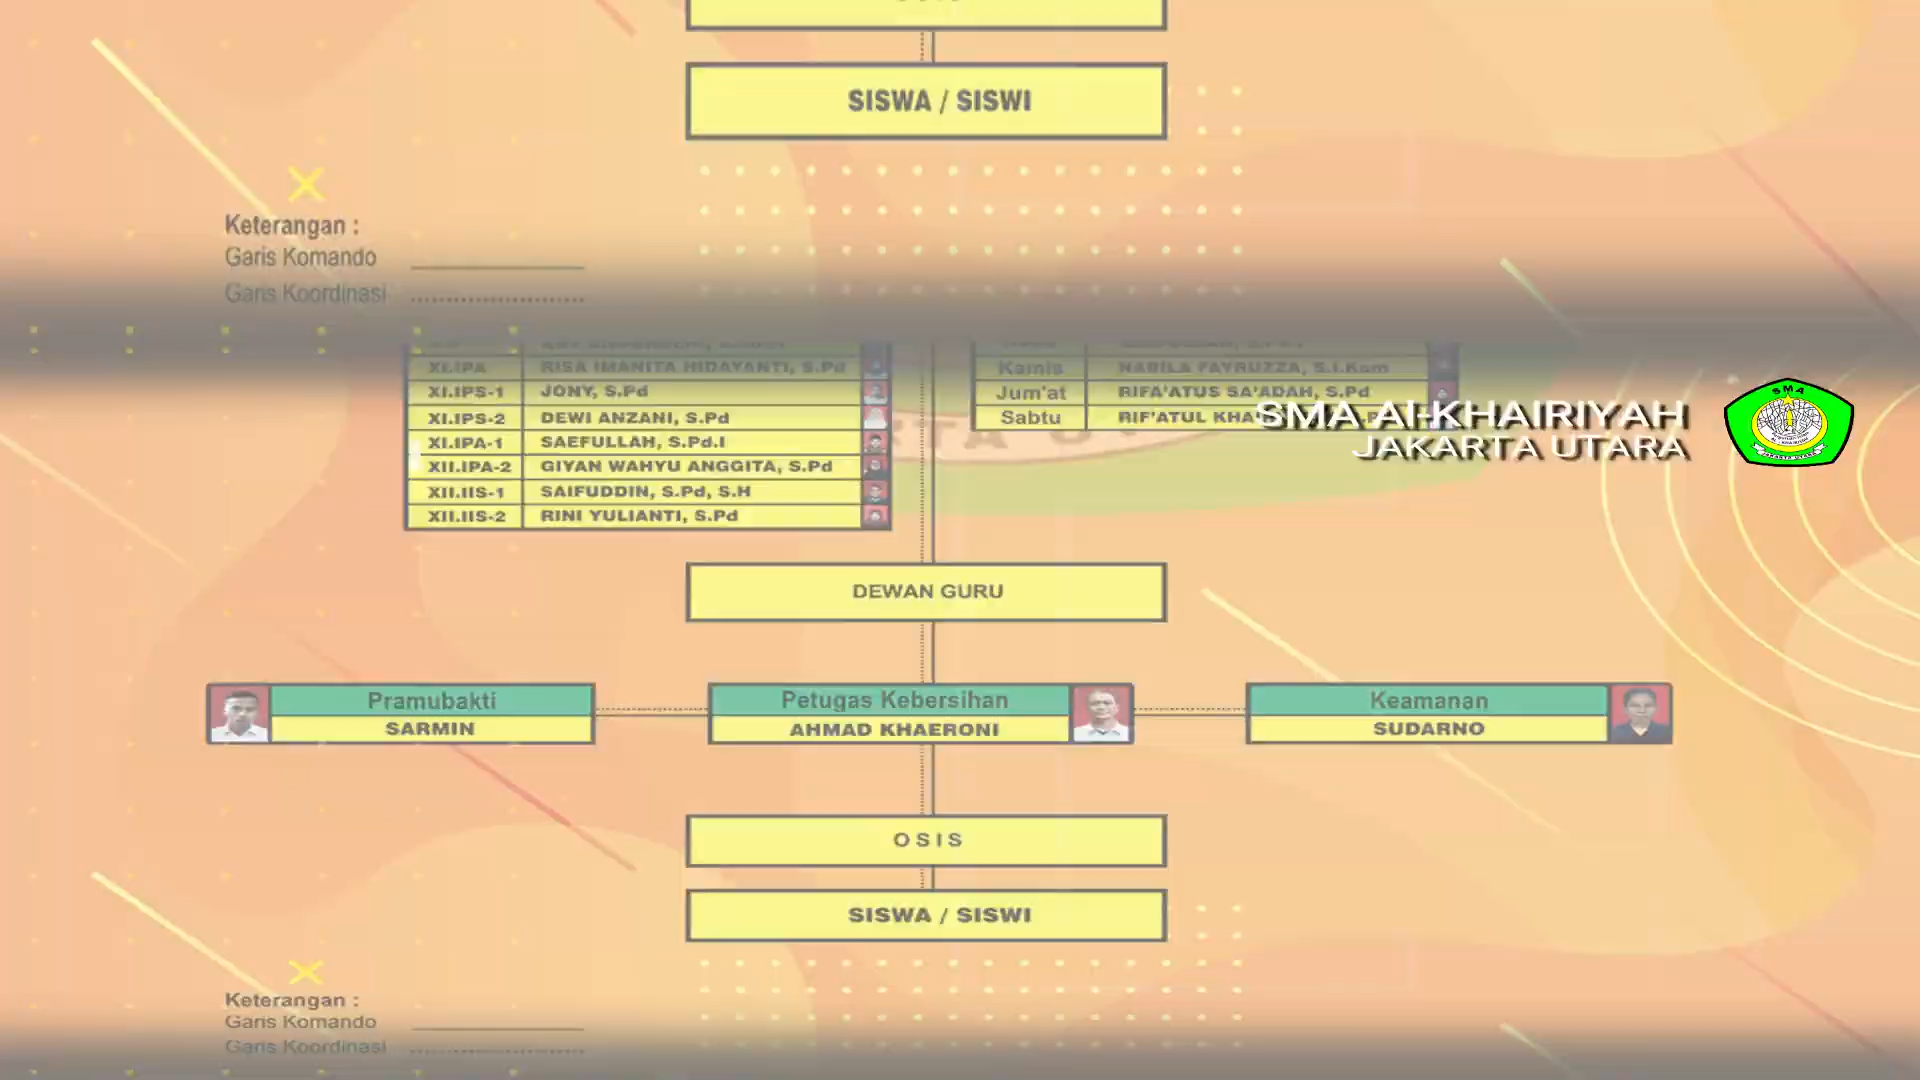 SISWA / SISWI
Keterangan :
Garis Komando
Garis Koordinasi
XI.IPA RISA IMANITA HIDAYANTI, S.Pd
XI.IPS-1 JONY, S.Pd
XI.IPS-2 DEWI ANZANI, S.Pd
XI.IPA-1 SAEFULLAH, S.Pd.I
XII.IPA-2 GIYAN WAHYU ANGGITA, S.Pd
XII.IIS-1 SAIFUDDIN, S.Pd, S.H
XII.IIS-2 RINI YULIANTI, S.Pd
Kamis NABILA FAYRUZZA, S.I.Kom
Jum'at RIFA'ATUS SA'ADAH, S.Pd
Sabtu RIF'ATUL
SMA Al-KHAIRIYAH
JAKARTA UTARA
SMA
DEWAN GURU
Pramubakti
SARMIN
Petugas Kebersihan
AHMAD KHAERONI
Keamanan
SUDARNO
O S I S
SISWA / SISWI
Keterangan :
Garis Komando
Garis Koordinasi